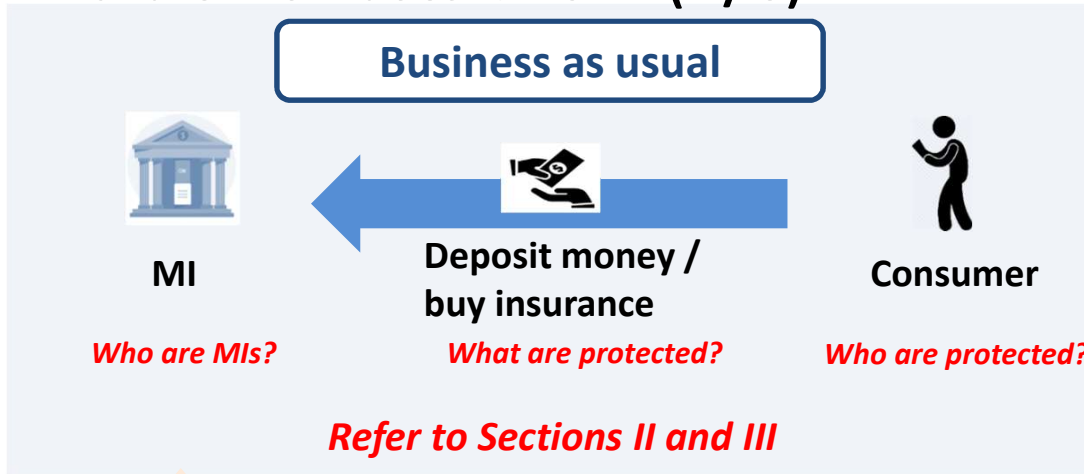 Business as usual
MI
Deposit money /
buy insurance
Consumer
Who are MIs?
What are protected?
Who are protected?
Refer to Sections II and III